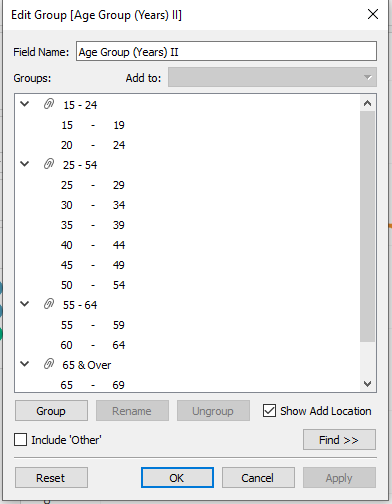 Edit Group [Age Group (Years) II]
Field Name: Age Group (Years) II
Groups: Add to:
15 - 24
15 - 19
20 - 24
25 - 54
25 - 29
30 - 34
35 - 39
40 - 44
45 - 49
50 - 54
55 - 64
55 - 59
60 - 64
65 & Over
65 - 69
Group Rename Ungroup Show Add Location
Include 'Other' Find >>
Reset OK Cancel Apply